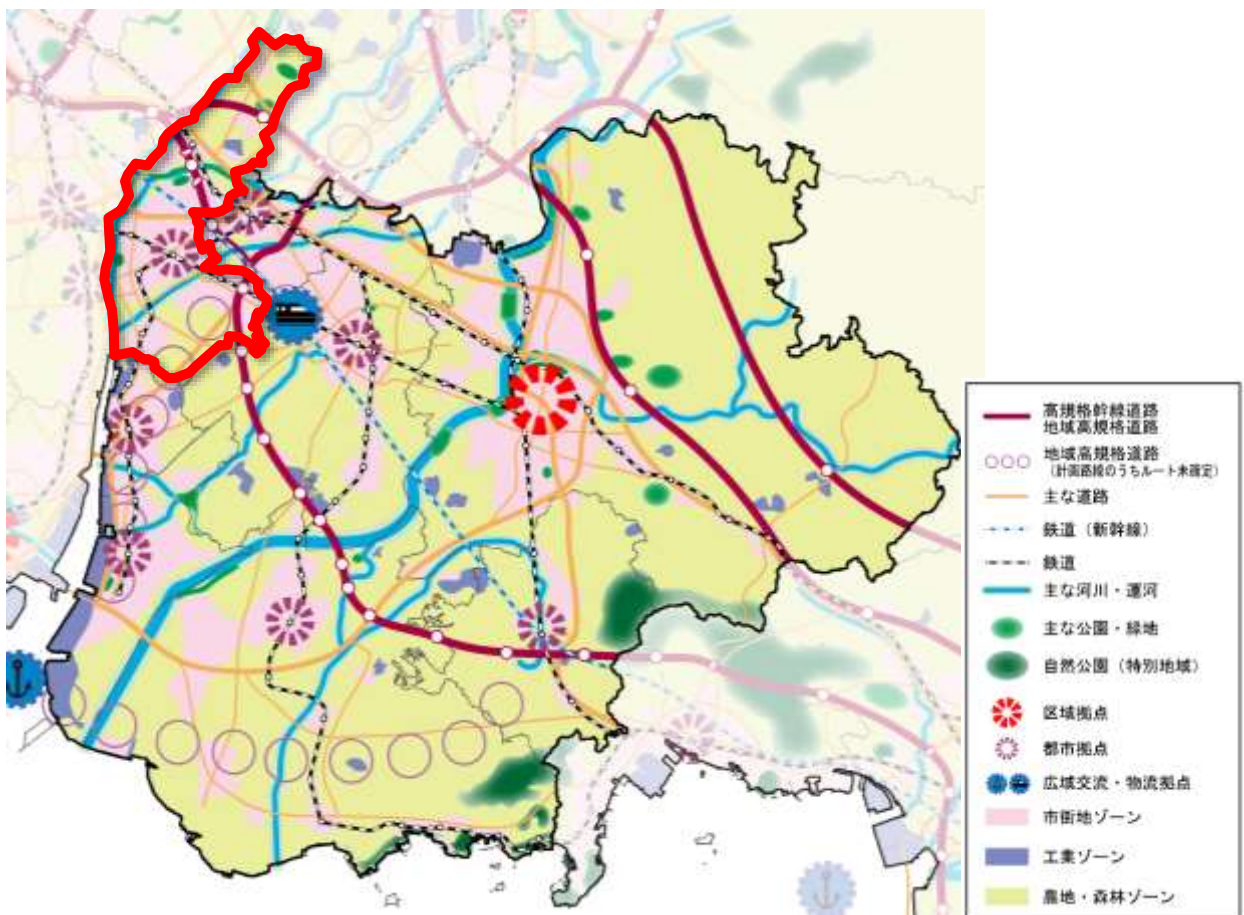 高規格幹線道路
地域高規格道路
地域高規格道路
(計画路線のうちルート未確定)
主な道路
鉄道（新幹線）
鉄道
主な河川・運河
主な公園・緑地
自然公園（特別地域）
区域拠点
都市拠点
広域交流・物流拠点
市街地ゾーン
工業ゾーン
農地・森林ゾーン